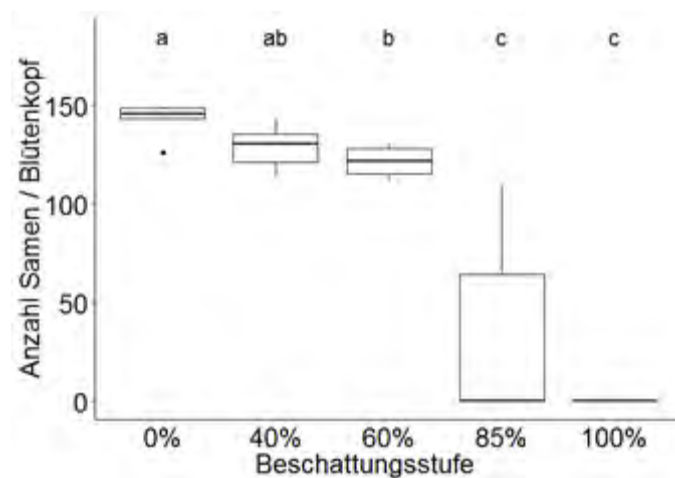 a ab b c c
Anzahl Samen / Blütenkopf
150
100
50
0
0% 40% 60% 85% 100%
Beschattungsstufe